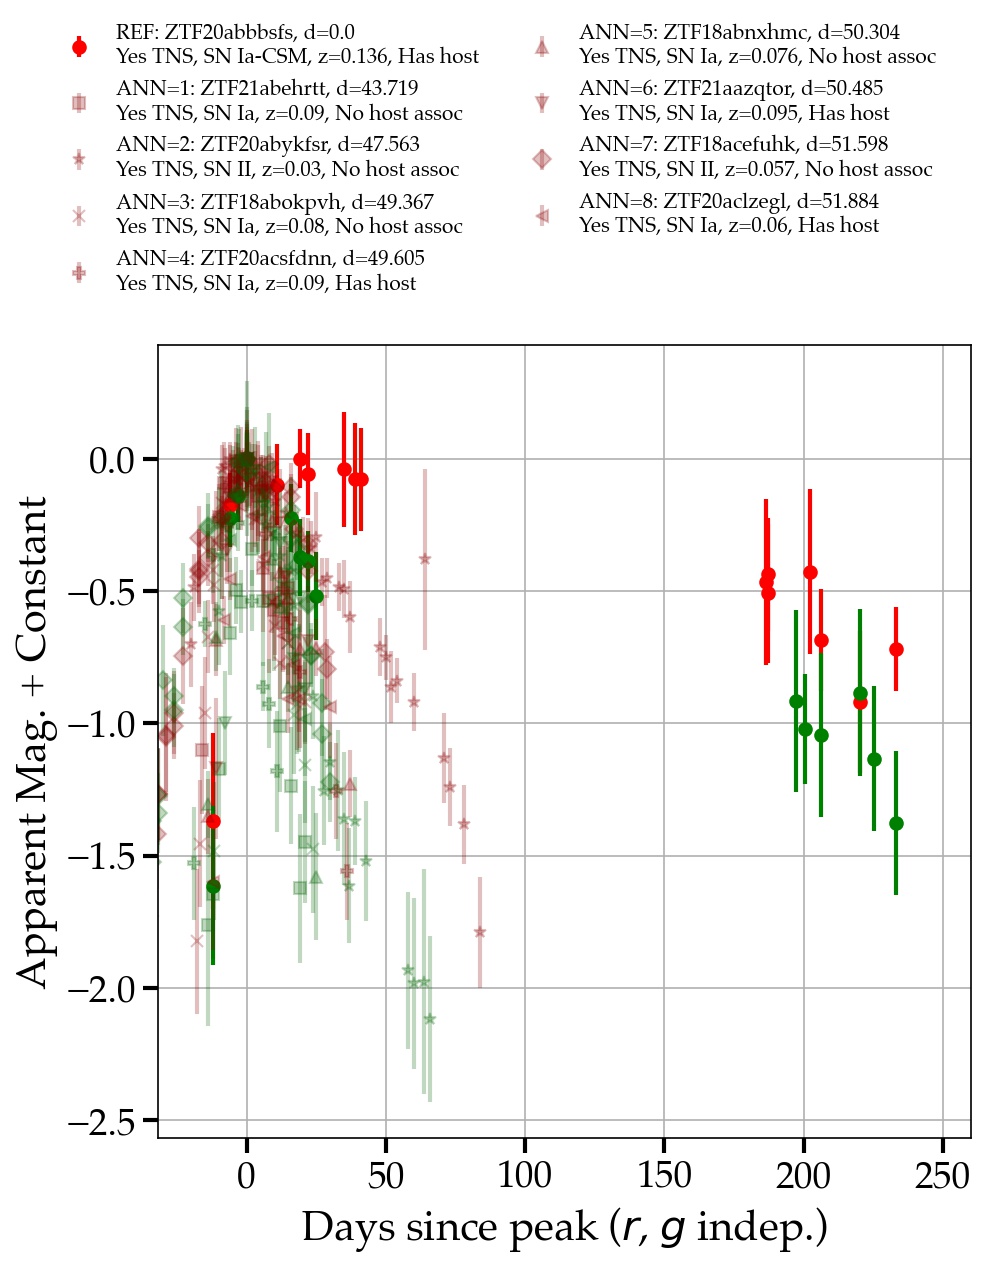 REF: ZTF20abbbsfs, d=0.0
Yes TNS, SN Ia-CSM, z=0.136, Has host
ANN=1: ZTF21abehrtt, d=43.719
Yes TNS, SN Ia, z=0.09, No host assoc
ANN=2: ZTF20abykfsr, d=47.563
Yes TNS, SN II, z=0.03, No host assoc
ANN=3: ZTF18abokpvh, d=49.367
Yes TNS, SN Ia, z=0.08, No host assoc
ANN=4: ZTF20acsfdnn, d=49.605
Yes TNS, SN Ia, z=0.09, Has host
ANN=5: ZTF18abnxhmc, d=50.304
Yes TNS, SN Ia, z=0.076, No host assoc
ANN=6: ZTF21aazqtor, d=50.485
Yes TNS, SN Ia, z=0.095, Has host
ANN=7: ZTF18acefuhk, d=51.598
Yes TNS, SN II, z=0.057, No host assoc
ANN=8: ZTF20aclzegl, d=51.884
Yes TNS, SN Ia, z=0.06, Has host
Apparent Mag. + Constant
0.0
−0.5
−1.0
−1.5
−2.0
−2.5
0 50 100 150 200 250
Days since peak (r, g indep.)